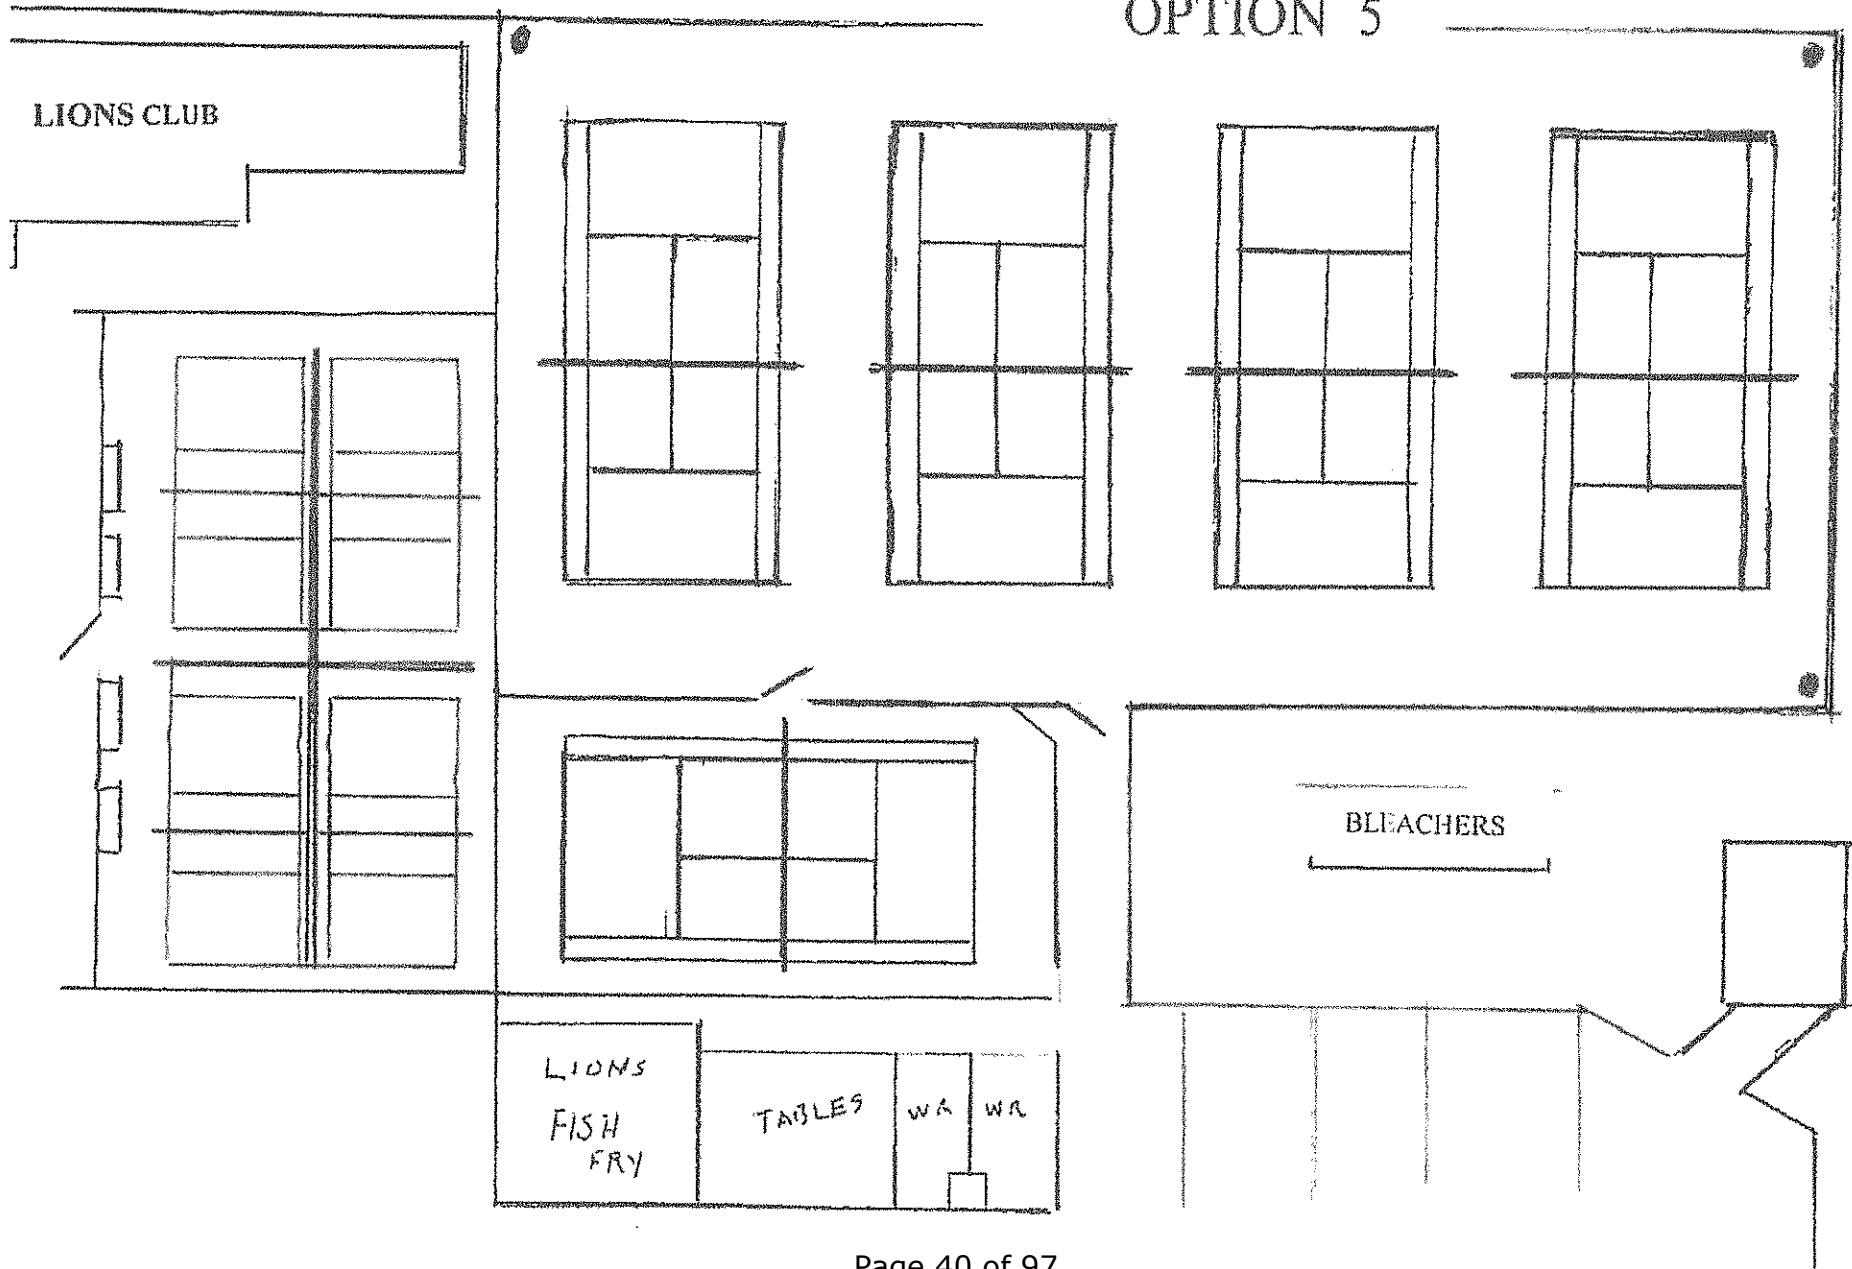 OPTION 5
LIONS CLUB
BLEACHERS
LIONS
FISH
FRY
TABLES
WR
WR
Page 40 of 97